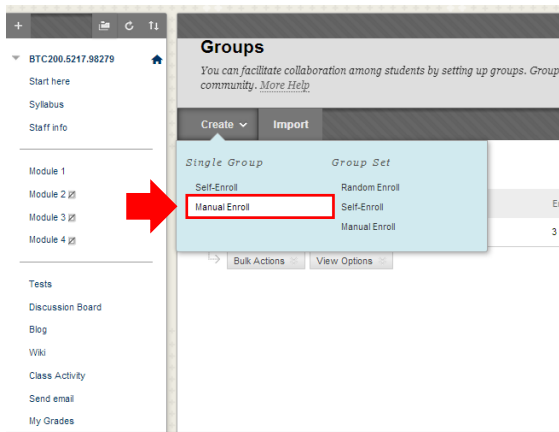 BTC200.5217.98279
Start here
Syllabus
Staff info
Module 1
Module 2
Module 3
Module 4
Tests
Discussion Board
Blog
Wiki
Class Activity
Send email
My Grades
Groups
You can facilitate collaboration among students by setting up groups. Group
community. More Help
Create Import
Single Group Group Set
Self-Enroll Random Enroll
Manual Enroll Self-Enroll
Manual Enroll
3
Bulk Actions View Options